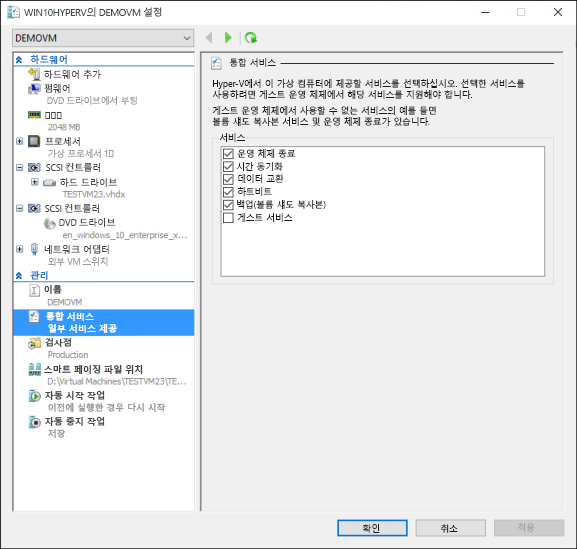 WIN10HYPERV의 DEMOVM 설정
DEMOVM
하드웨어
하드웨어 추가
펌웨어
DVD 드라이브에서 부팅
2048 MB
프로세서
가상 프로세서 1
SCSI 컨트롤러
하드 드라이브
TESTVM23.vhdx
SCSI 컨트롤러
DVD 드라이브
en_windows_10_enterprise_x...
네트워크 어댑터
외부 VM 스위치
관리
이름
DEMOVM
통합 서비스
일부 서비스 제공
검사점
Production
스마트 페이징 파일 위치
D:\Virtual Machines\TESTVM23\TE...
자동 시작 작업
이전에 실행한 경우 다시 시작
자동 중지 작업
저장
통합 서비스
Hyper-V에서 이 가상 컴퓨터에 제공할 서비스를 선택하십시오. 선택한 서비스를
사용하려면 게스트 운영 체제에서 해당 서비스를 지원해야 합니다.
게스트 운영 체제에서 사용할 수 없는 서비스의 예를 들면
볼륨 섀도 복사본 서비스 및 운영 체제 종료가 있습니다.
서비스
운영 체제 종료
시간 동기화
데이터 교환
하트비트
백업(볼륨 섀도 복사본)
게스트 서비스
확인
취소
적용